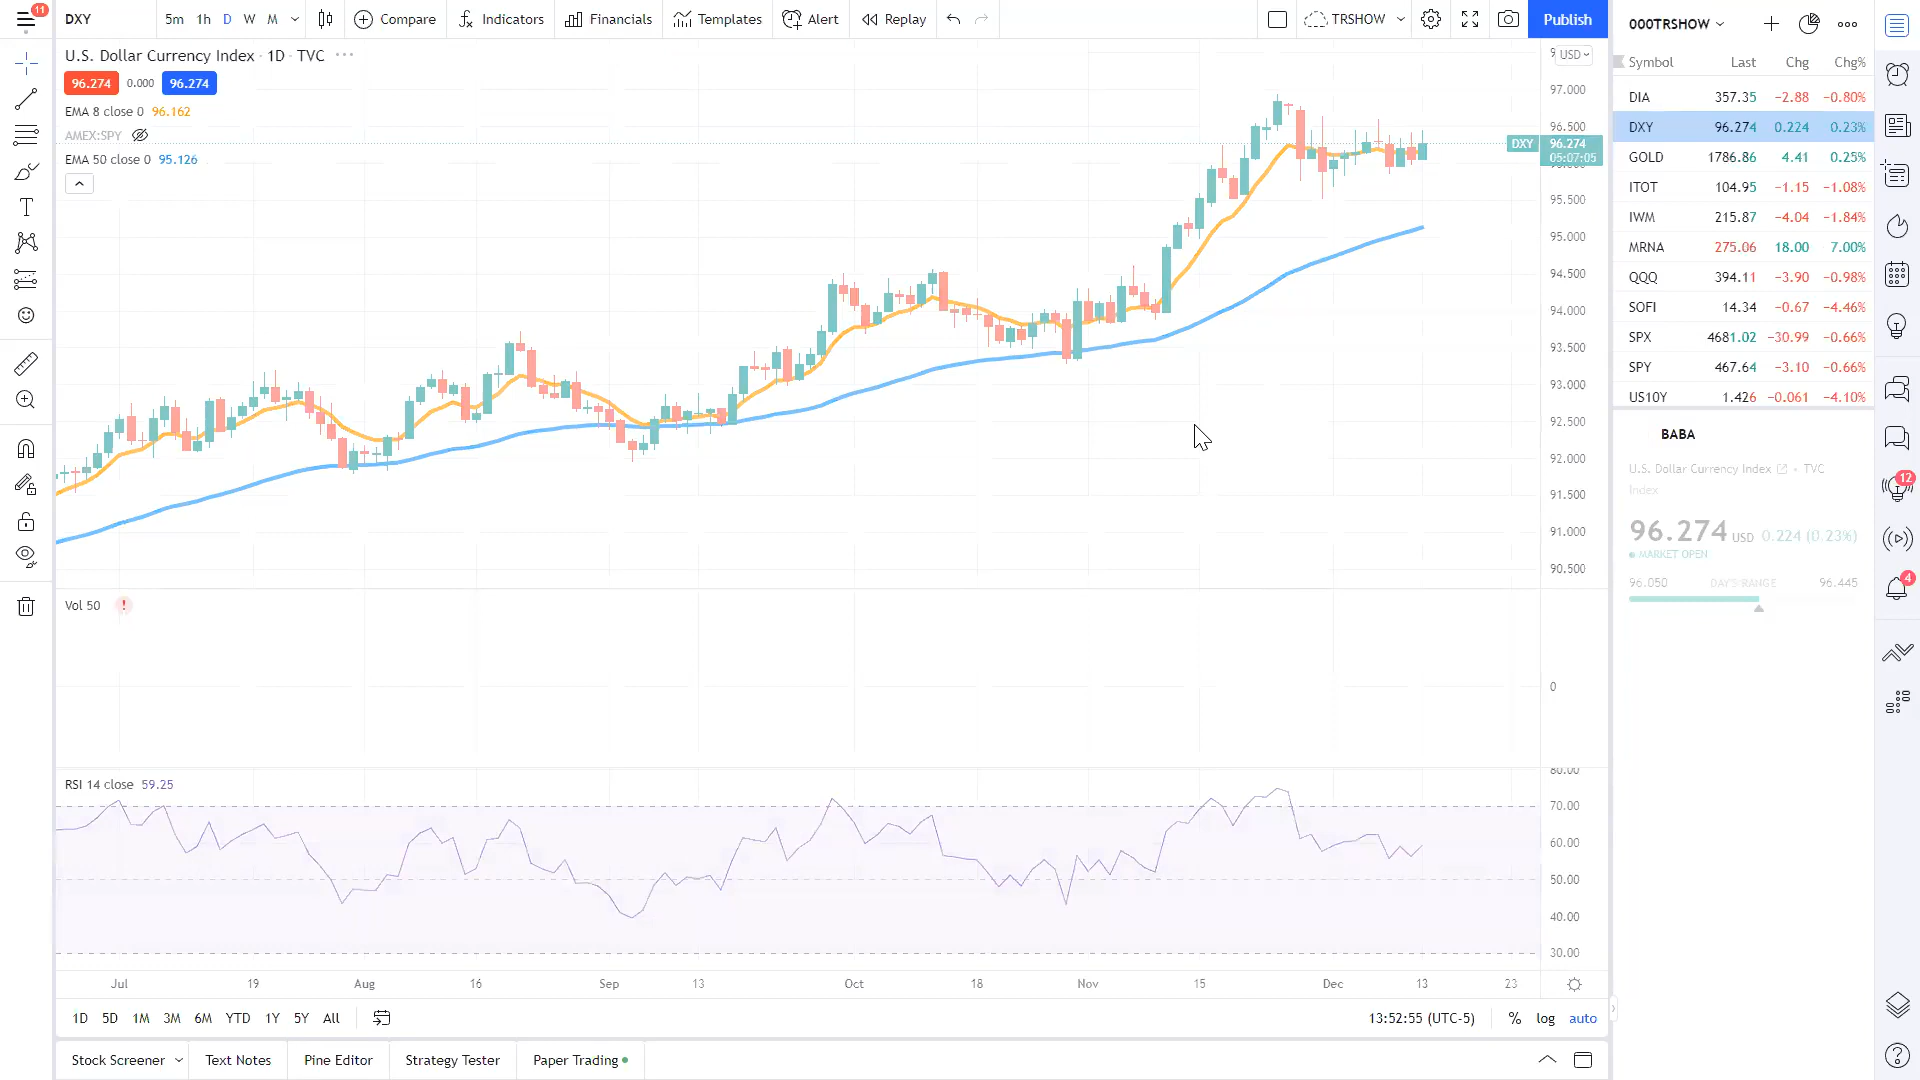 11
DXY
5m 1h D W M
Compare
Indicators
Financials
Templates
Alert
Replay
TRSHOW
Publish
000TRSHOW
U.S. Dollar Currency Index · 1D · TVC
96.274 0.000 96.274
EMA 8 close 0 96.162
AMEX:SPY
EMA 50 close 0 95.126
USD
97.000
96.500
DXY 96.274
05:07:05
95.500
95.000
94.500
94.000
93.500
93.000
92.500
92.000
91.500
91.000
90.500
Vol 50 !
0
RSI 14 close 59.25
80.00
70.00
60.00
50.00
40.00
30.00
Jul 19 Aug 16 Sep 13 Oct 18 Nov 15 Dec 13 23
1D 5D 1M 3M 6M YTD 1Y 5Y All
13:52:55 (UTC-5) % log auto
Stock Screener Text Notes Pine Editor Strategy Tester Paper Trading
Symbol Last Chg Chg%
DIA 357.35 −2.88 −0.80%
DXY 96.274 0.224 0.23%
GOLD 1786.86 4.41 0.25%
ITOT 104.95 −1.15 −1.08%
IWM 215.87 −4.04 −1.84%
MRNA 275.06 18.00 7.00%
QQQ 394.11 −3.90 −0.98%
SOFI 14.34 −0.67 −4.46%
SPX 4681.02 −30.99 −0.66%
SPY 467.64 −3.10 −0.66%
US10Y 1.426 −0.061 −4.10%
BABA
U.S. Dollar Currency Index · TVC
Index
96.274 USD 0.224 (0.23%)
MARKET OPEN
96.050 DAY'S RANGE 96.445
12
4